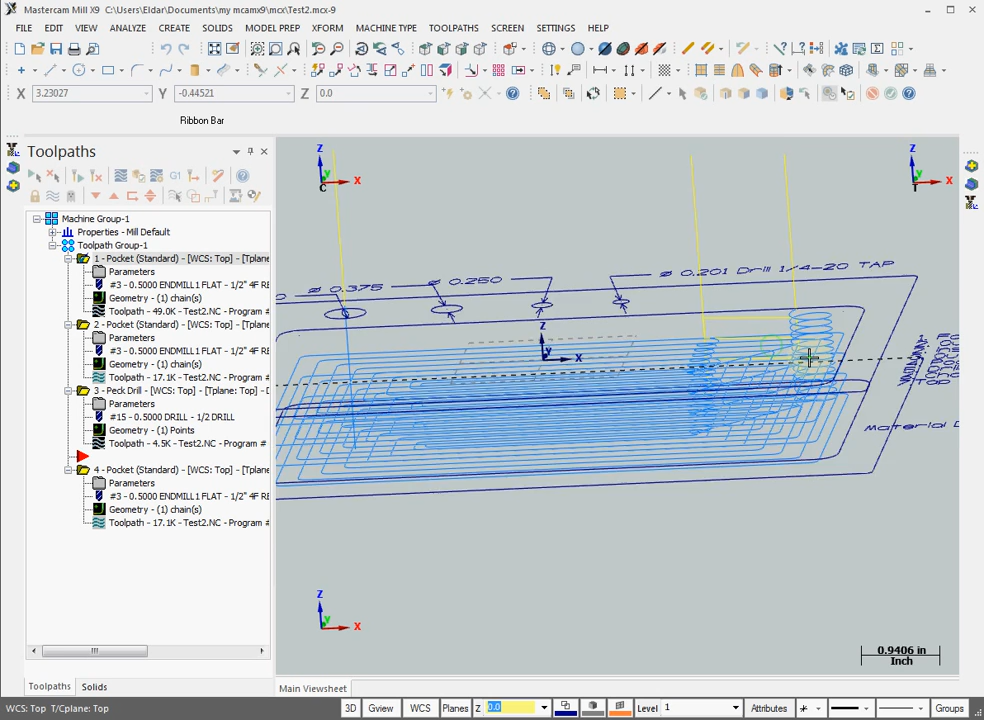 Mastercam Mill X9 C:\Users\Eldar\Documents\my mcamx9\mcx\Test2.mcx-9
FILE EDIT VIEW ANALYZE CREATE SOLIDS MODEL PREP XFORM MACHINE TYPE TOOLPATHS SCREEN SETTINGS HELP
X 3.23027 Y -0.44521 Z 0.0
Ribbon Bar
Toolpaths
G1
Machine Group-1
Properties - Mill Default
Toolpath Group-1
1 - Pocket (Standard) - [WCS: Top] - [Tplane
Parameters
#3 - 0.5000 ENDMILL1 FLAT - 1/2" 4F RE
Geometry - (1) chain(s)
Toolpath - 49.0K - Test2.NC - Program
2 - Pocket (Standard) - [WCS: Top] - [Tplane
Parameters
#3 - 0.5000 ENDMILL1 FLAT - 1/2" 4F RE
Geometry - (1) chain(s)
Toolpath - 17.1K - Test2.NC - Program
3 - Peck Drill - [WCS: Top] - [Tplane: Top] -
Parameters
#15 - 0.5000 DRILL - 1/2 DRILL
Geometry - (1) Points
Toolpath - 4.5K - Test2.NC - Program #
4 - Pocket (Standard) - [WCS: Top] - [Tplane
Parameters
#3 - 0.5000 ENDMILL1 FLAT - 1/2" 4F RE
Geometry - (1) chain(s)
Toolpath - 17.1K - Test2.NC - Program #
Z Y X C
Z Y X T
ø 0.375 ø 0.250 ø 0.201 Drill 1/4-20 TAP
Z Y X
Material
Z Y X
0.9406 in
Inch
Toolpaths Solids
Main Viewsheet
WCS: Top T/Cplane: Top
3D Gview WCS Planes Z 0.0 Level 1 Attributes Groups